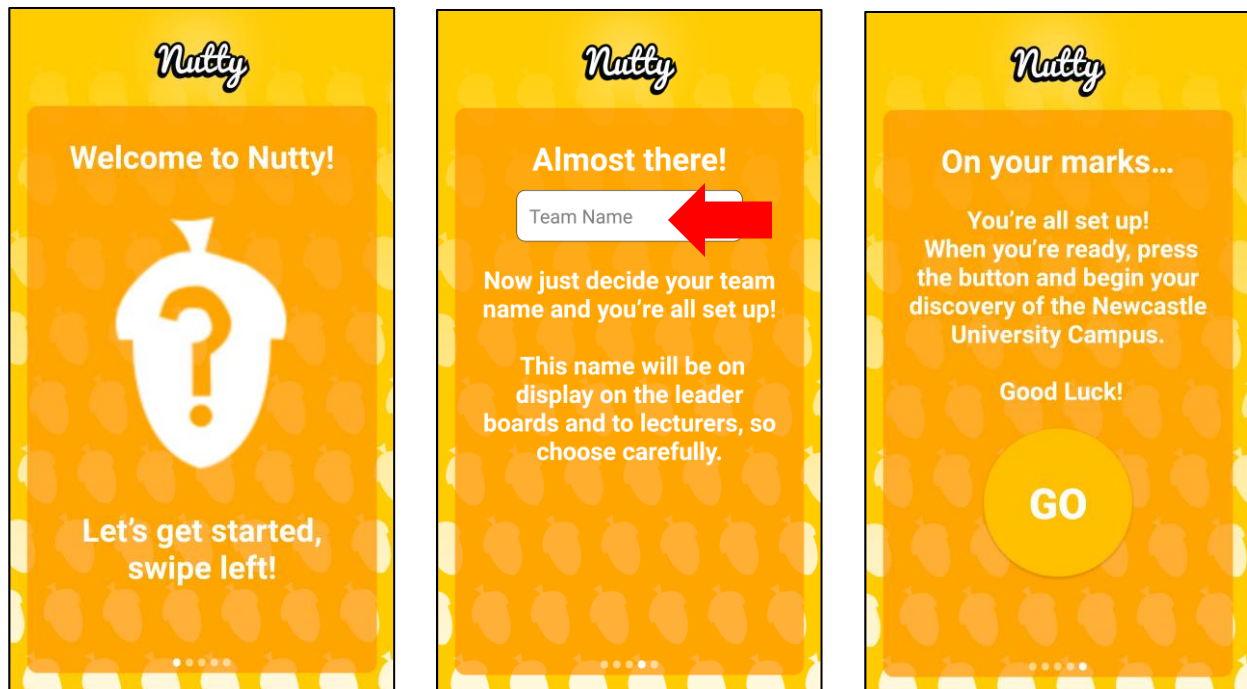 Nutty
Welcome to Nutty!
?
Let’s get started,
swipe left!
Nutty
Almost there!
Team Name
Now just decide your team
name and you’re all set up!
This name will be on
display on the leader
boards and to lecturers, so
choose carefully.
Nutty
On your marks...
You’re all set up!
When you’re ready, press
the button and begin your
discovery of the Newcastle
University Campus.
Good Luck!
GO